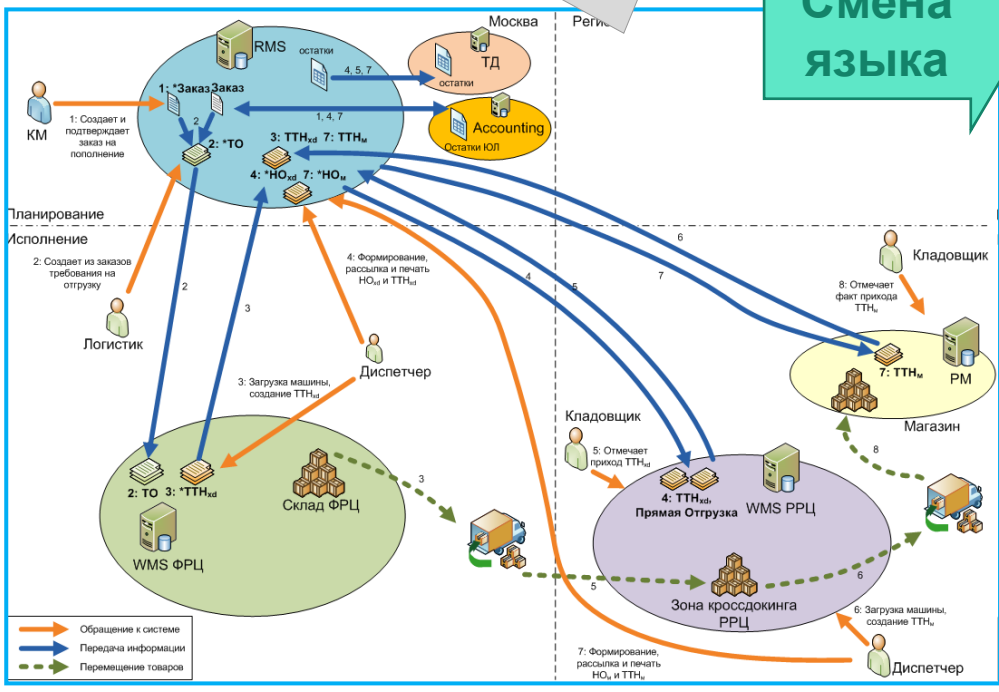 Смена
языка
Москва
Реги
RMS
остатки
ТД
остатки
4, 5, 7
КМ
1: *Заказ Заказ
1: Создает и
подтверждает
заказ на
пополнение
2
2: *ТО
1, 4, 7
Accounting
Остатки ЮЛ
3: ТТНxd 7: ТТНм
4: *НОxd 7: *НОм
Планирование
Исполнение
2: Создает из заказов
требования на
отгрузку
Логистик
2
3
4: Формирование,
рассылка и печать
НОxd и ТТНxd
Диспетчер
3: Загрузка машины,
создание ТТНxd
4
5
6
7
Кладовщик
8: Отмечает
факт прихода
ТТНм
7: ТТНм
РМ
Магазин
8
2: ТО 3: *ТТНxd
WMS ФРЦ
Склад ФРЦ
3
Кладовщик
5: Отмечает
приход ТТНxd
4: ТТНxd,
Прямая Отгрузка
WMS РРЦ
Зона кроссдокинга
РРЦ
5
6
6: Загрузка машины,
создание ТТНм
Диспетчер
7: Формирование,
рассылка и печать
НОм и ТТНм
Обращение к системе
Передача информации
Перемещение товаров